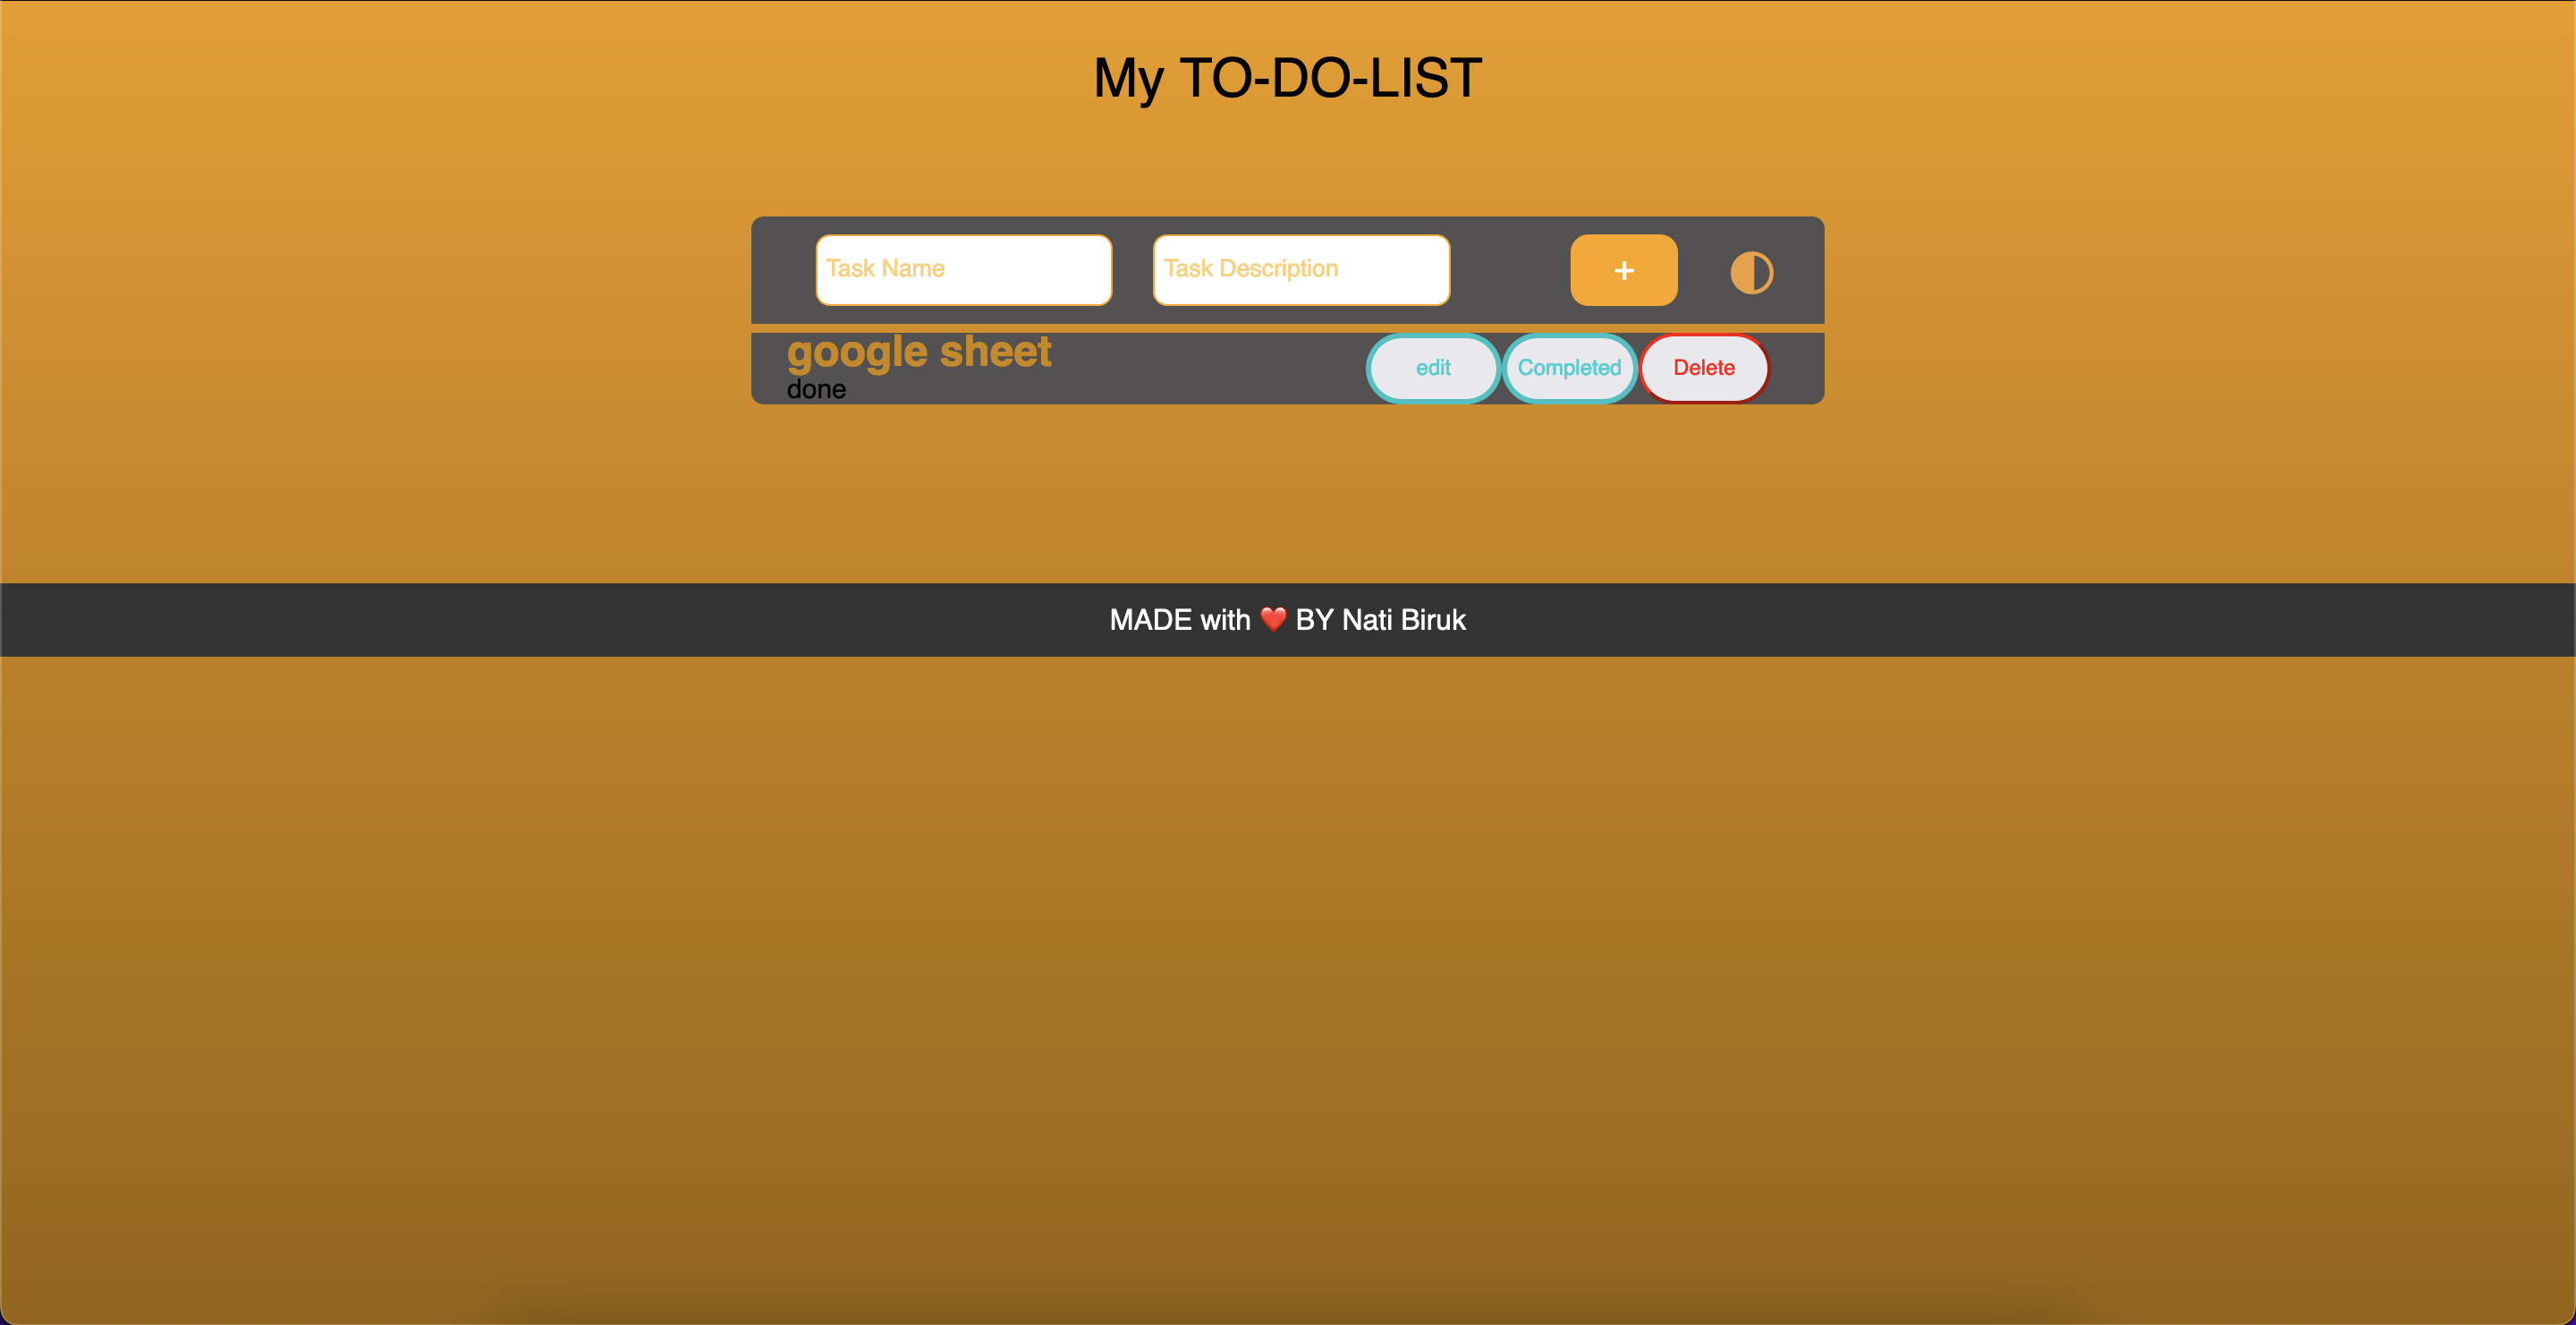 My TO-DO-LIST
Task Name Task Description +
google sheet
done
edit Completed Delete
MADE with ❤️ BY Nati Biruk